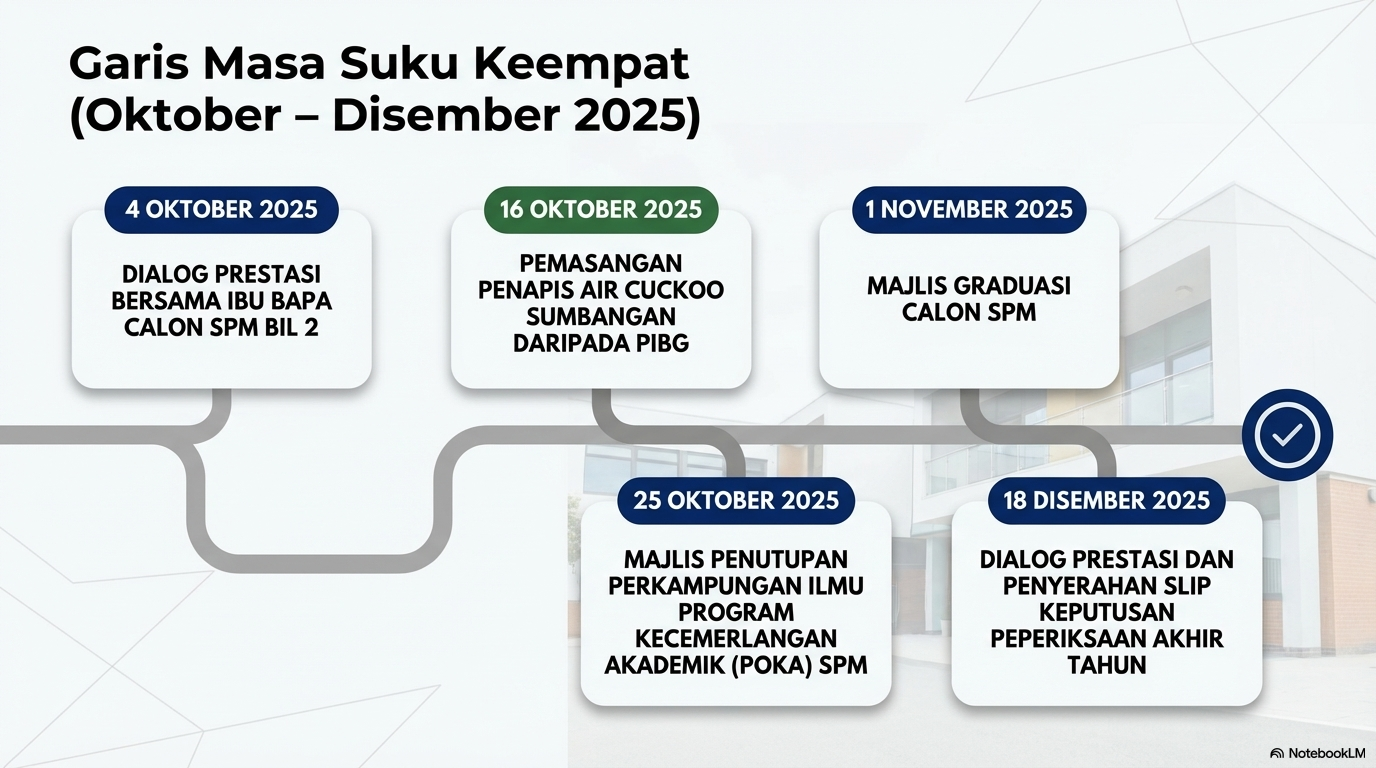 Garis Masa Suku Keempat
(Oktober – Disember 2025)
4 OKTOBER 2025
DIALOG PRESTASI
BERSAMA IBU BAPA
CALON SPM BIL 2
16 OKTOBER 2025
PEMASANGAN
PENAPIS AIR CUCKOO
SUMBANGAN
DARIPADA PIBG
1 NOVEMBER 2025
MAJLIS GRADUASI
CALON SPM
25 OKTOBER 2025
MAJLIS PENUTUPAN
PERKAMPUNGAN ILMU
PROGRAM
KECEMERLANGAN
AKADEMIK (POKA) SPM
18 DISEMBER 2025
DIALOG PRESTASI DAN
PENYERAHAN SLIP
KEPUTUSAN
PEPERIKSAAN AKHIR
TAHUN
NotebookLM